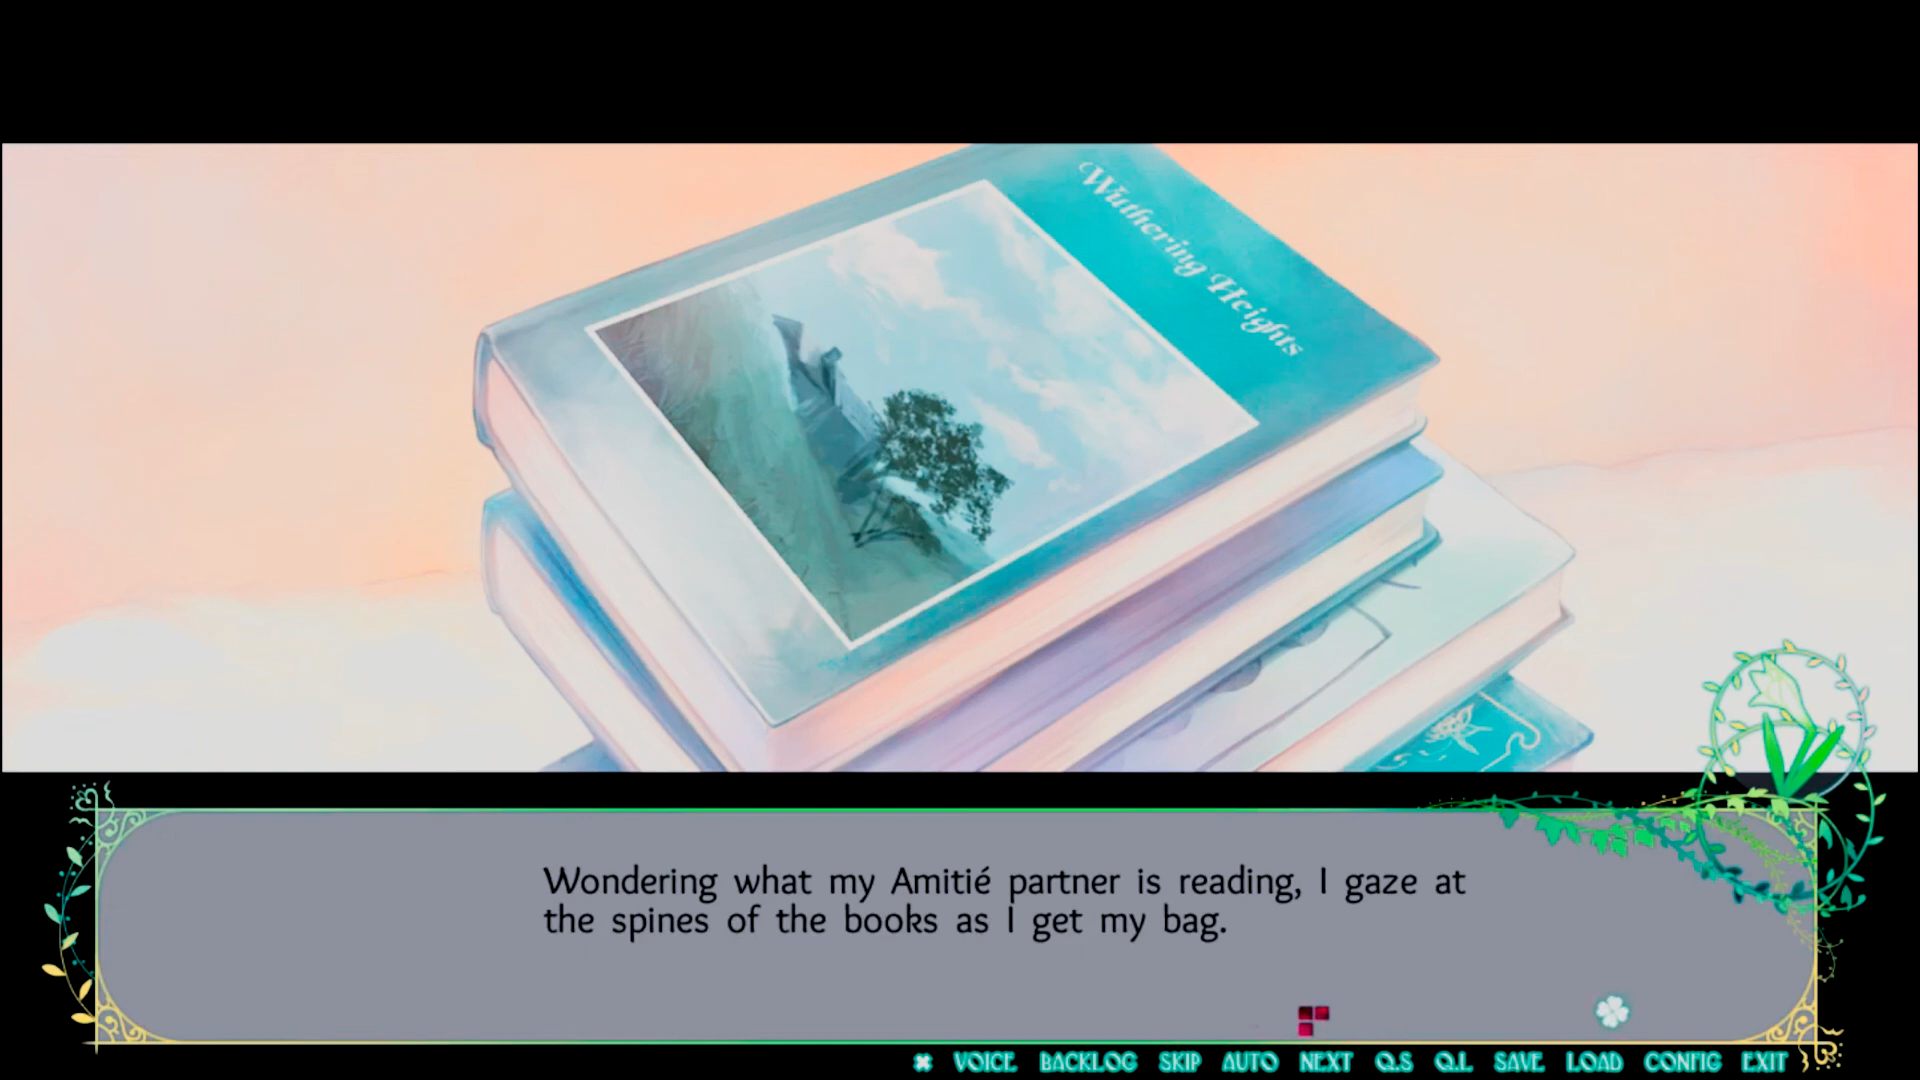 Wuthering Heights
Wondering what my Amitié partner is reading, I gaze at
the spines of the books as I get my bag.
VOICE BACKLOG SKIP AUTO NEXT Q.S Q.L SAVE LOAD CONFIG EXIT